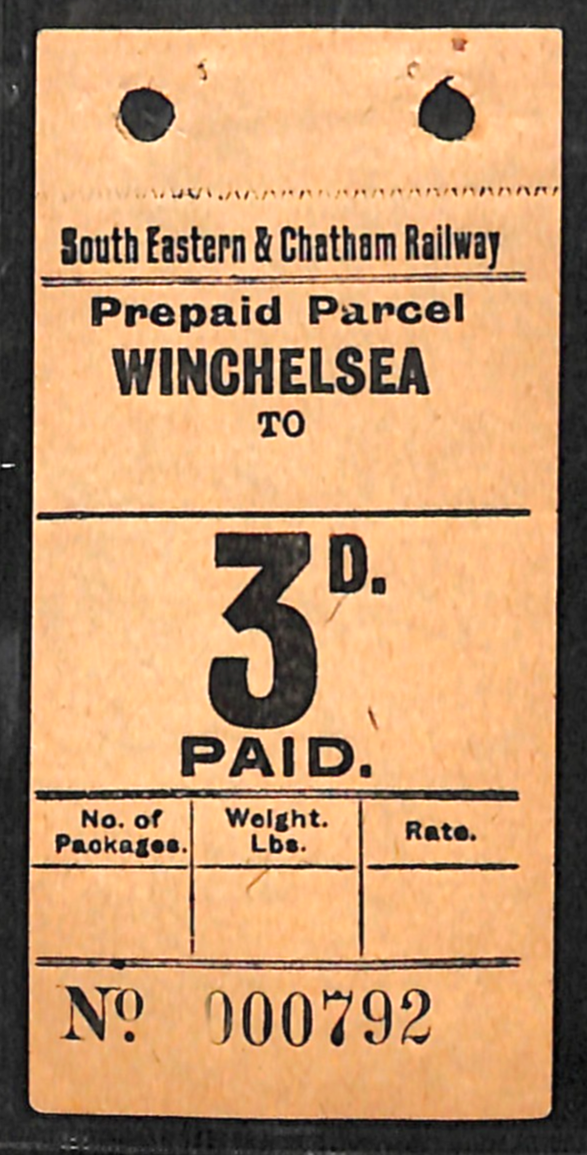 South Eastern & Chatham Railway
Prepaid Parcel
WINCHELSEA
TO
3D.
PAID.
No. of Packages. Weight. Lbs. Rate.
Nº 000792